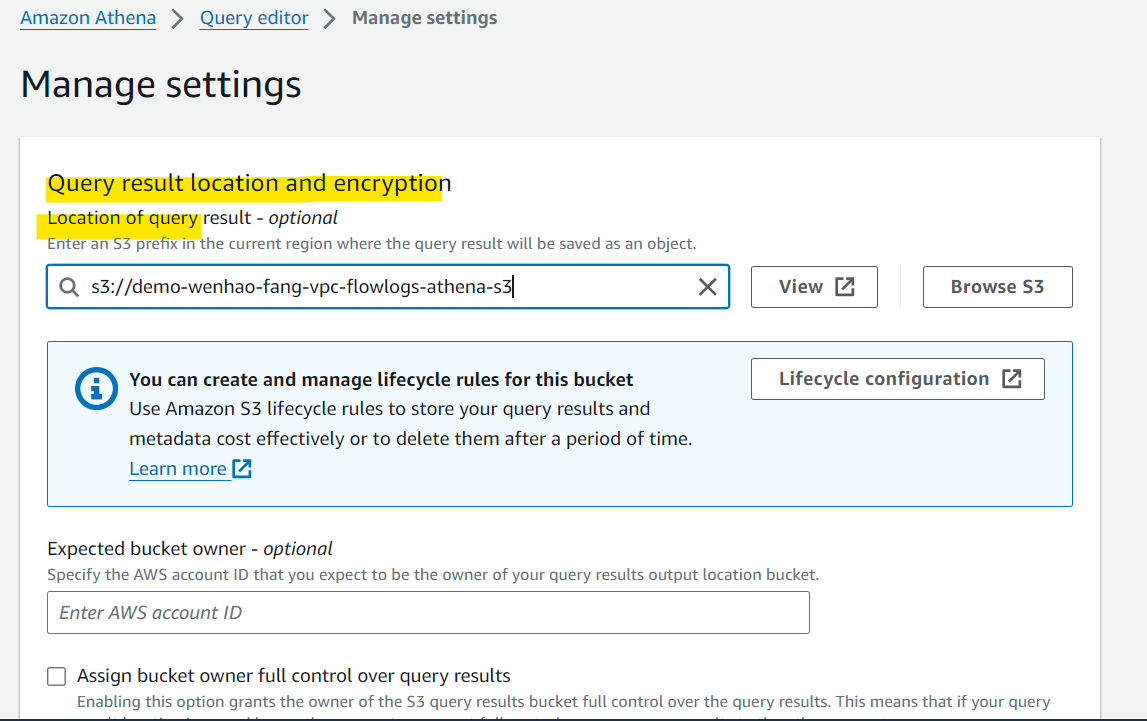 Amazon Athena > Query editor > Manage settings
Manage settings
Query result location and encryption
Location of query result - optional
Enter an S3 prefix in the current region where the query result will be saved as an object.
s3://demo-wenhao-fang-vpc-flowlogs-athena-s3
View
Browse S3
You can create and manage lifecycle rules for this bucket
Lifecycle configuration
Use Amazon S3 lifecycle rules to store your query results and
metadata cost effectively or to delete them after a period of time.
Learn more
Expected bucket owner - optional
Specify the AWS account ID that you expect to be the owner of your query results output location bucket.
Enter AWS account ID
Assign bucket owner full control over query results
Enabling this option grants the owner of the S3 query results bucket full control over the query results. This means that if your query